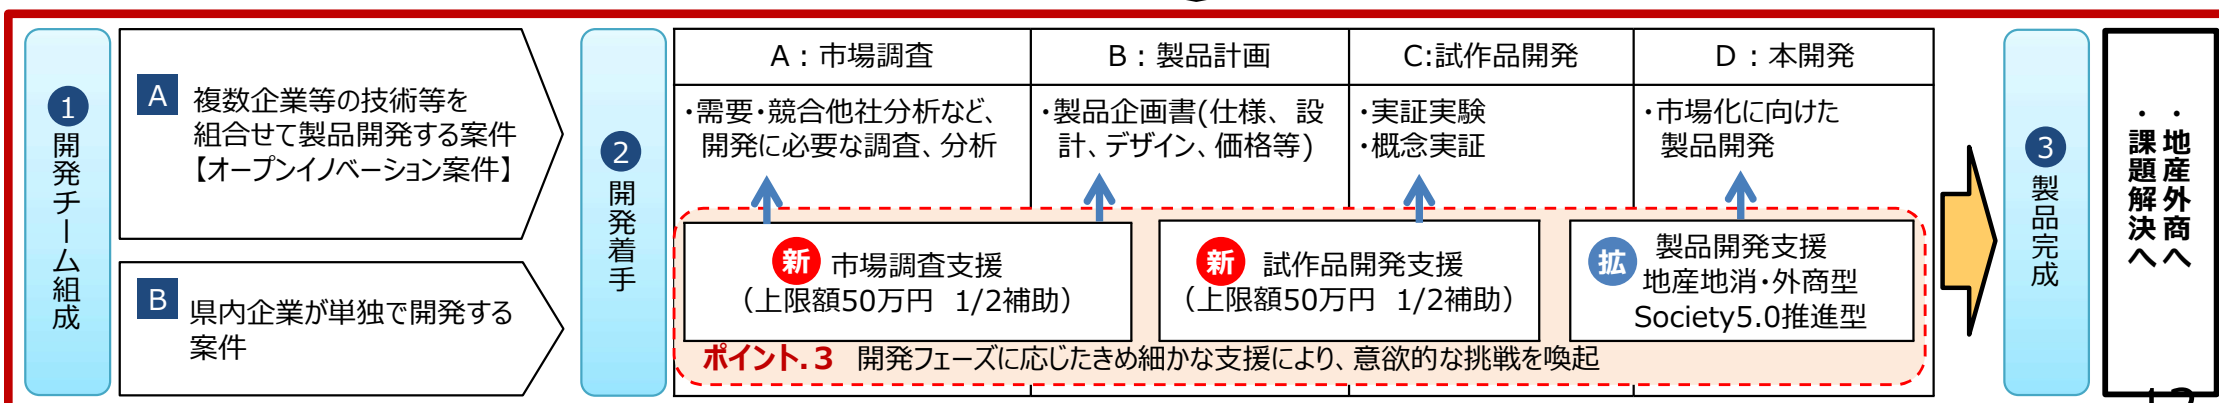 1 開発チーム組成
A 複数企業等の技術等を
組合せて製品開発する案件
【オープンイノベーション案件】
B 県内企業が単独で開発する
案件
2 開発着手
A：市場調査
・需要・競合他社分析など、
開発に必要な調査、分析
B：製品計画
・製品企画書(仕様、設
計、デザイン、価格等)
C:試作品開発
・実証実験
・概念実証
D：本開発
・市場化に向けた
製品開発
新 市場調査支援
（上限額50万円 1/2補助）
新 試作品開発支援
（上限額50万円 1/2補助）
拡 製品開発支援
地産地消・外商型
Society5.0推進型
ポイント.3 開発フェーズに応じたきめ細かな支援により、意欲的な挑戦を喚起
3 製品完成
・地産外商へ
・課題解決へ